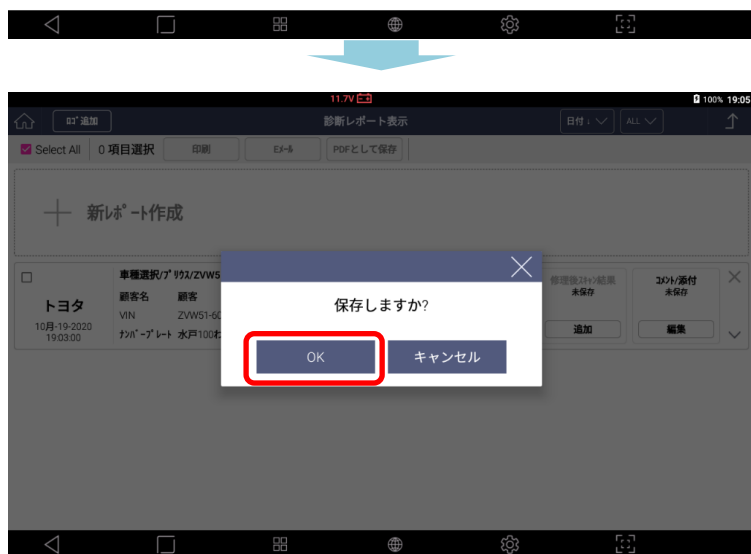 11.7V
100% 19:05
ﾛｺﾞ追加
診断レポート表示
日付↓
ALL
Select All
0 項目選択
印刷
Eﾒｰﾙ
PDFとして保存
新ﾚﾎﾟｰﾄ作成
車種選択/ﾌﾟﾘｳｽ/ZVW5
修理後ｽｷｬﾝ結果
未保存
ｺﾒﾝﾄ/添付
未保存
トヨタ
顧客名 顧客
10月-19-2020
19:03:00
VIN ZVW51-60
ﾅﾝﾊﾞｰﾌﾟﾚｰﾄ 水戸100わ
追加
編集
保存しますか?
OK
キャンセル